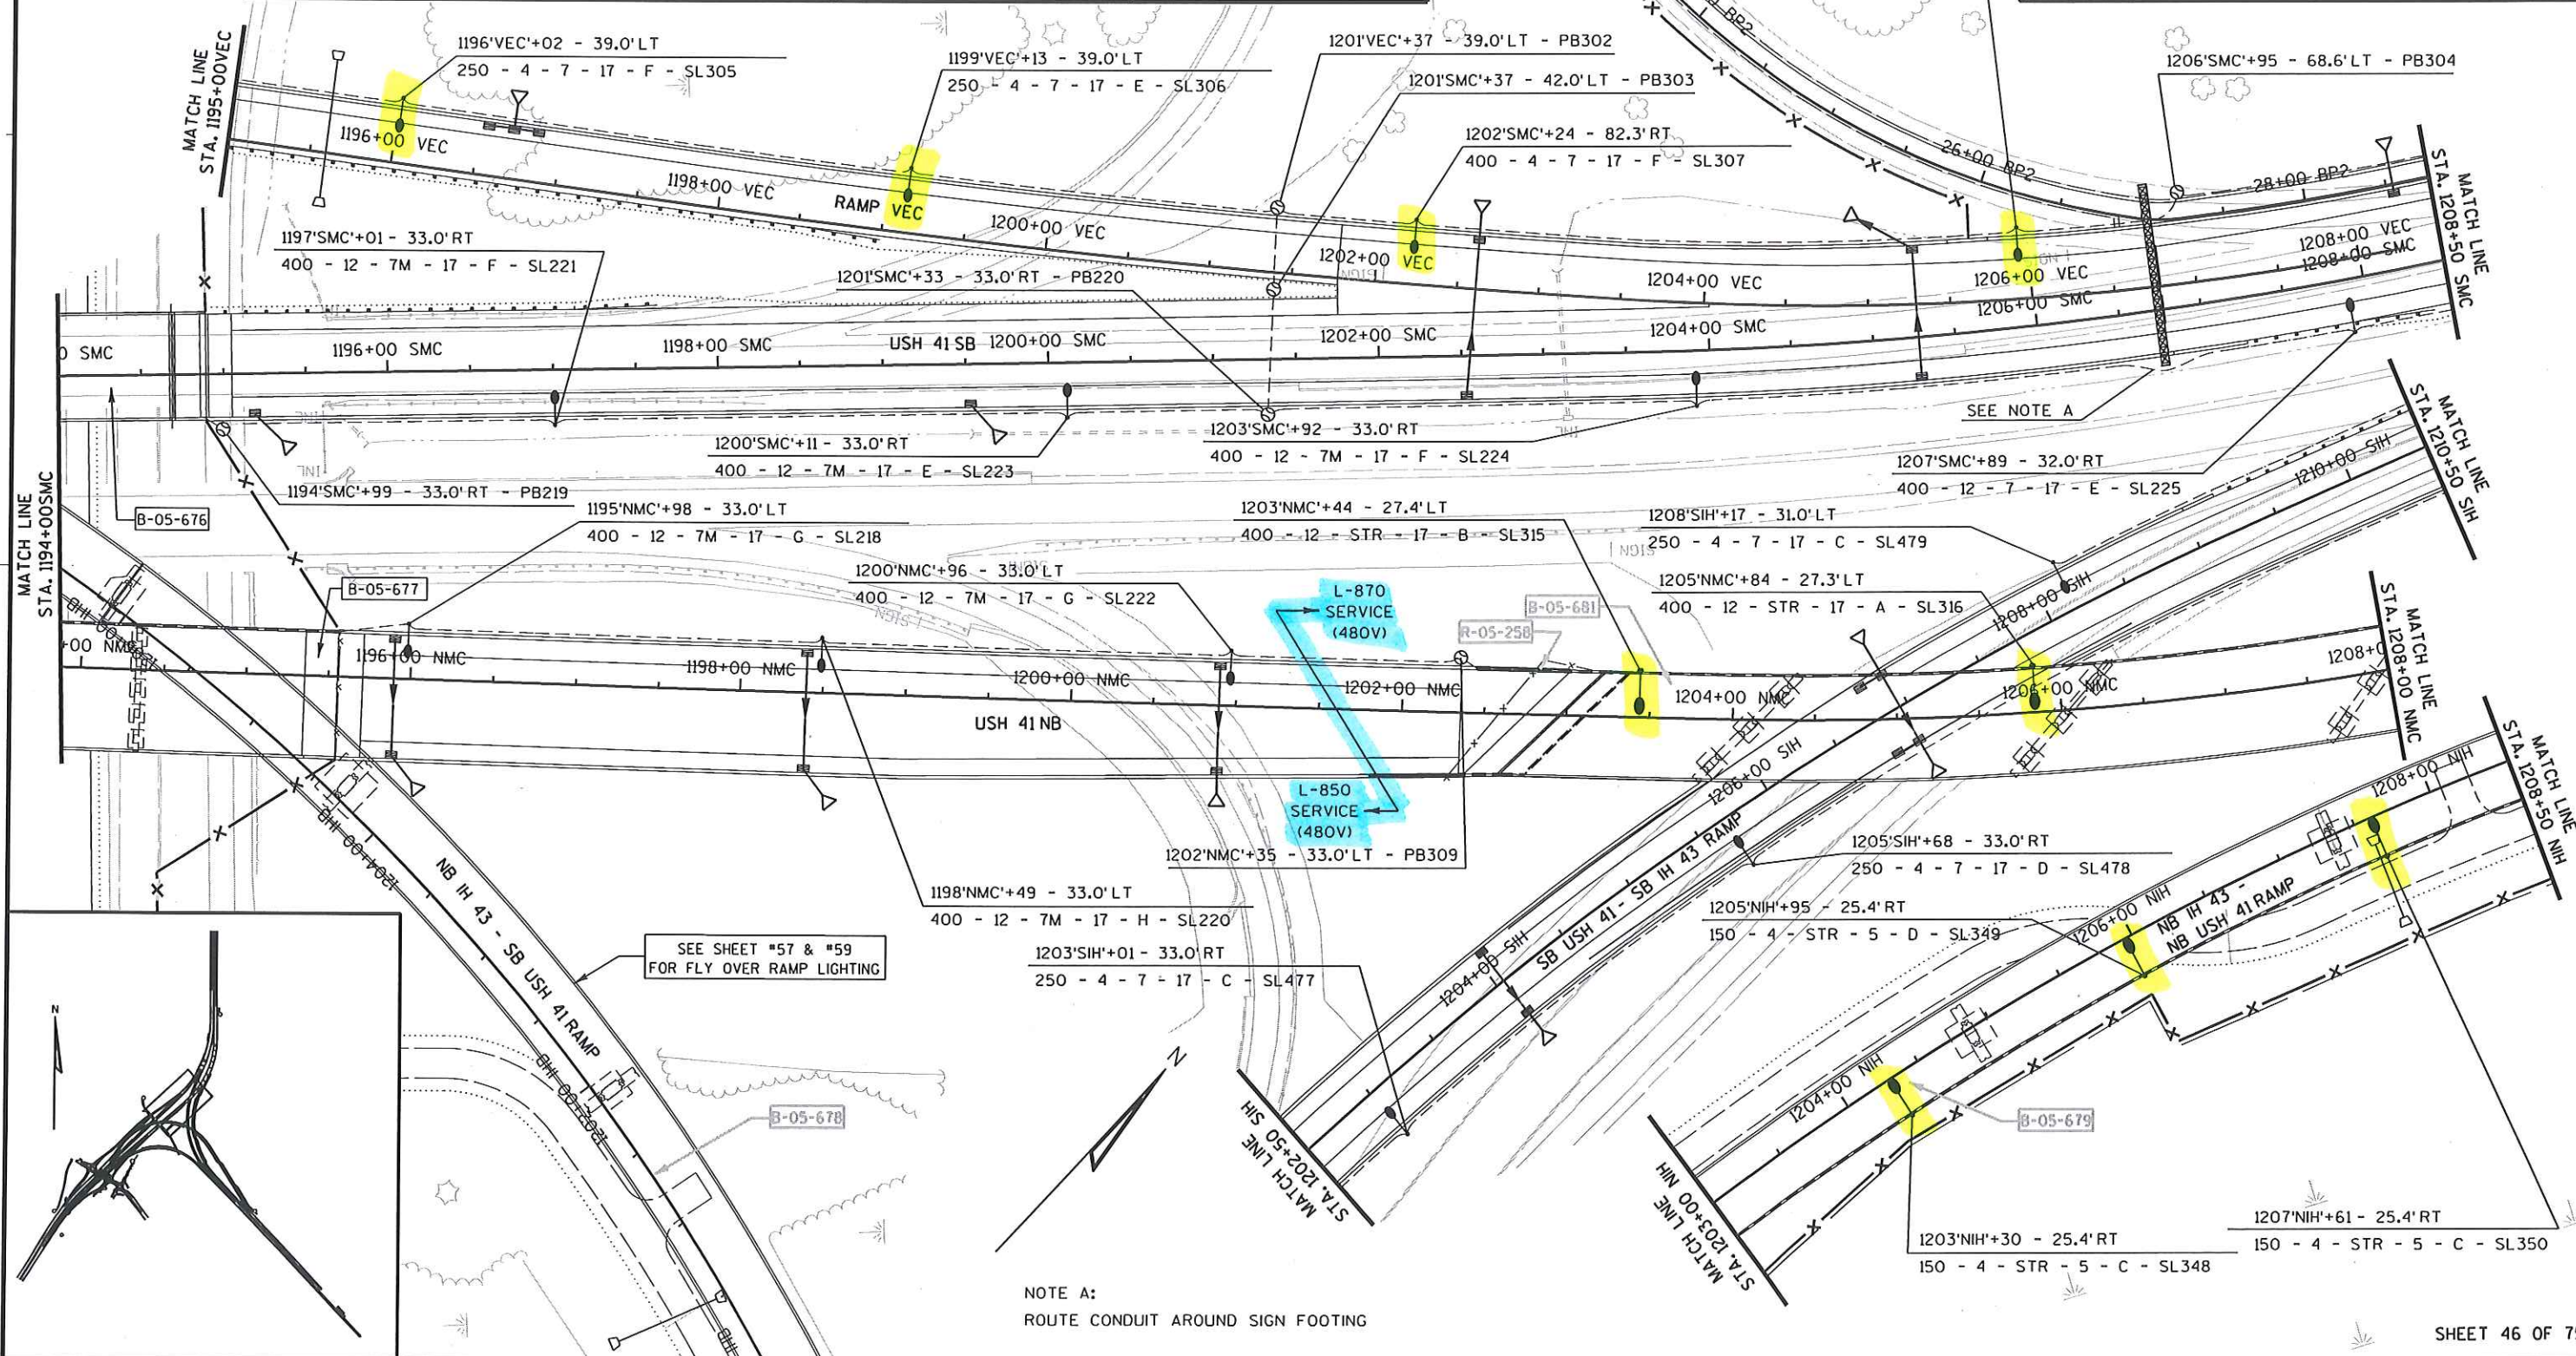 MATCH LINE
STA. 1195+00VEC
1196'VEC'+02 - 39.0'LT
250 - 4 - 7 - 17 - F - SL305
1199'VEC'+13 - 39.0'LT
250 - 4 - 7 - 17 - E - SL306
1201'VEC'+37 - 39.0'LT - PB302
1201'SMC'+37 - 42.0'LT - PB303
1202'SMC'+24 - 82.3'RT
400 - 4 - 7 - 17 - F - SL307
BP2
1206'SMC'+95 - 68.6'LT - PB304
26+00 BP2
28+00 BP2
MATCH LINE
STA. 1208+50 SMC
1196+00 VEC
1198+00 VEC
RAMP VEC
1200+00 VEC
1202+00 VEC
1204+00 VEC
1206+00 VEC
1208+00 VEC
1197'SMC'+01 - 33.0'RT
400 - 12 - 7M - 17 - F - SL221
1201'SMC'+33 - 33.0'RT - PB220
SIGN
0 SMC
1196+00 SMC
1198+00 SMC
USH 41 SB
1200+00 SMC
1202+00 SMC
1204+00 SMC
1206+00 SMC
1208+00 SMC
SEE NOTE A
1200'SMC'+11 - 33.0'RT
400 - 12 - 7M - 17 - E - SL223
1203'SMC'+92 - 33.0'RT
400 - 12 - 7M - 17 - F - SL224
1207'SMC'+89 - 32.0'RT
400 - 12 - 7 - 17 - E - SL225
INL
INL
INL
1194'SMC'+99 - 33.0'RT - PB219
MATCH LINE
STA. 1194+00SMC
B-05-676
1195'NMC'+98 - 33.0'LT
400 - 12 - 7M - 17 - G - SL218
1203'NMC'+44 - 27.4'LT
400 - 12 - STR - 17 - B - SL315
1208'SIH'+17 - 31.0'LT
250 - 4 - 7 - 17 - C - SL479
SIGN
1210+00 SIH
MATCH LINE
STA. 1210+50 SIH
B-05-677
1200'NMC'+96 - 33.0'LT
400 - 12 - 7M - 17 - G - SL222
SIGN
L-870
SERVICE
(480V)
B-05-681
R-05-258
1205'NMC'+84 - 27.3'LT
400 - 12 - STR - 17 - A - SL316
1208+00 SIH
MATCH LINE
STA. 1208+00 NMC
+00 NMC
1196+00 NMC
1198+00 NMC
1200+00 NMC
1202+00 NMC
1204+00 NMC
1206+00 NMC
1208+0
USH 41 NB
1206+00 SIH
L-850
SERVICE
(480V)
1202'NMC'+35 - 33.0'LT - PB309
1204+00 IHD
NB IH 43 - SB USH 41 RAMP
1198'NMC'+49 - 33.0'LT
400 - 12 - 7M - 17 - H - SL220
1205'SIH'+68 - 33.0'RT
250 - 4 - 7 - 17 - D - SL478
1208+00 NIH
MATCH LINE
STA. 1208+50 NIH
SEE SHEET "57 & "59
FOR FLY OVER RAMP LIGHTING
1203'SIH'+01 - 33.0'RT
250 - 4 - 7 - 17 - C - SL477
1204+00 SIH
SB USH 41 - SB IH 43 RAMP
1205'NIH'+95 - 25.4'RT
150 - 4 - STR - 5 - D - SL349
1206+00 NIH
NB IH 43 -
NB USH 41 RAMP
N
1202+00 IHD
B-05-678
N
MATCH LINE
STA. 1202+50 SIH
1204+00 NIH
B-05-679
MATCH LINE
STA. 1203+00 NIH
1203'NIH'+30 - 25.4'RT
150 - 4 - STR - 5 - C - SL348
1207'NIH'+61 - 25.4'RT
150 - 4 - STR - 5 - C - SL350
IHD
NOTE A:
ROUTE CONDUIT AROUND SIGN FOOTING
SHEET 46 OF 7